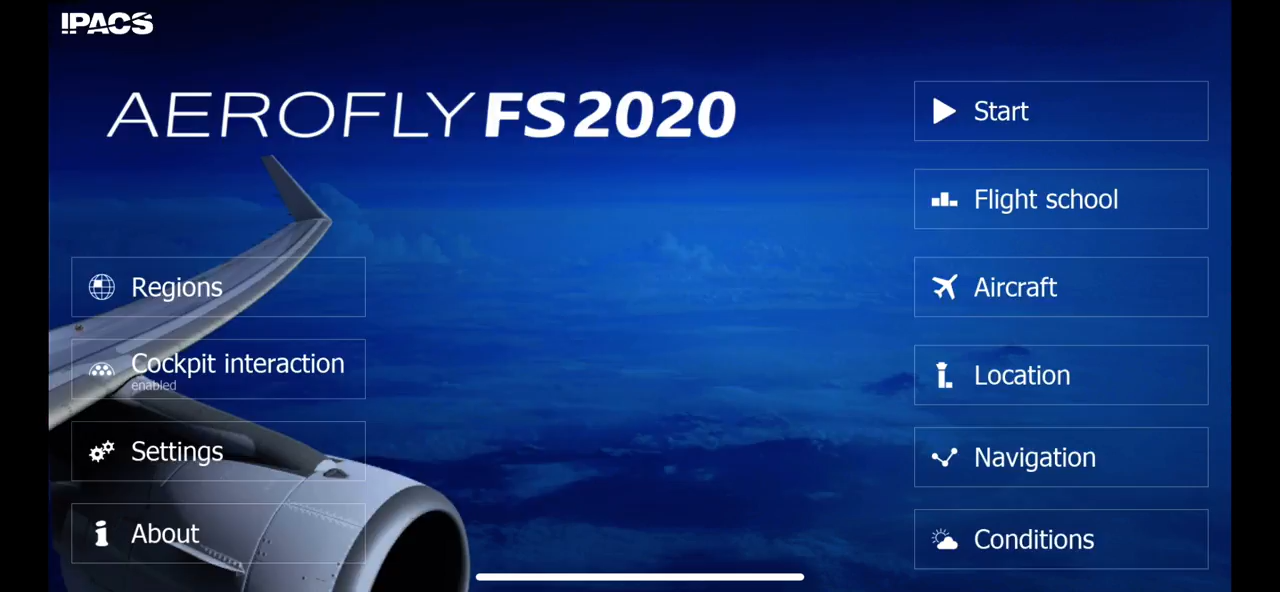 IPACS
AEROFLY FS2020
Start
Flight school
Regions
Aircraft
Cockpit interaction
enabled
Location
Settings
Navigation
About
Conditions